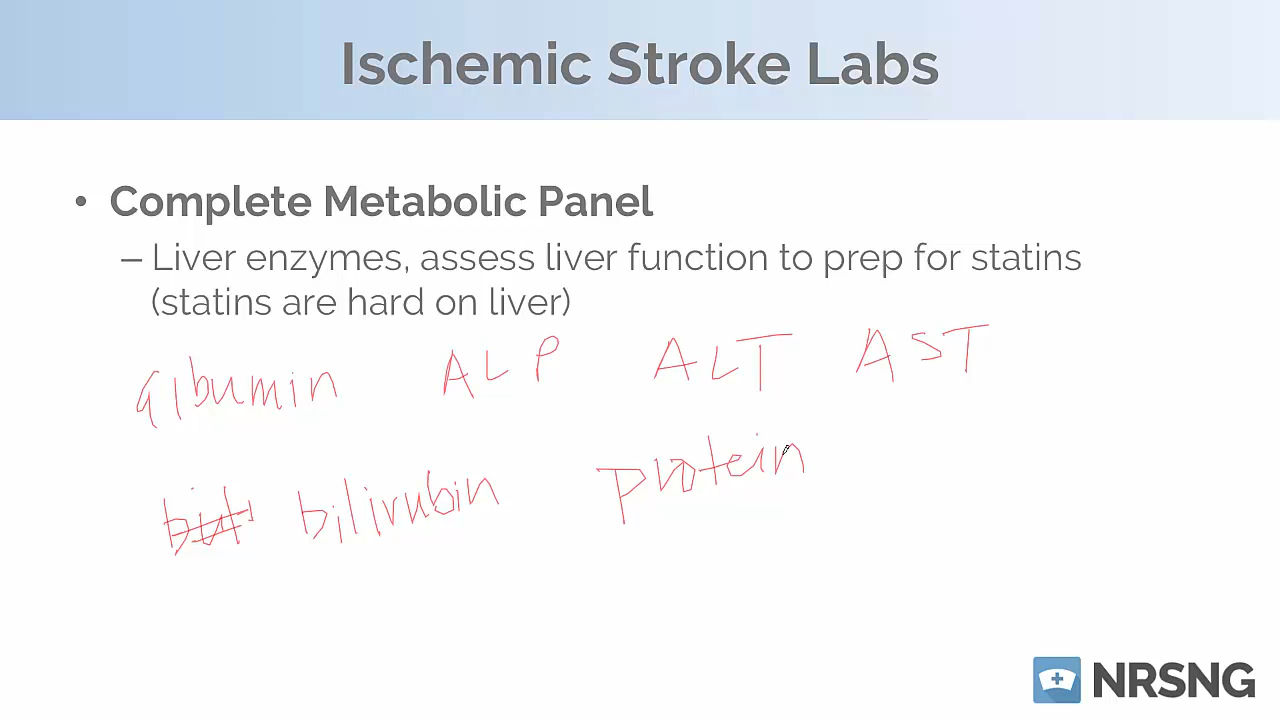 Ischemic Stroke Labs
• Complete Metabolic Panel
– Liver enzymes, assess liver function to prep for statins
(statins are hard on liver)
albumin ALP ALT AST
bilirubin protein
NRSNG